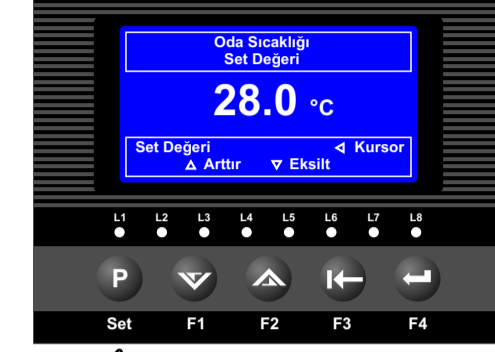 Oda Sıcaklığı
Set Değeri
28.0 °C
Set Değeri Kursor
Arttır Eksilt
L1 L2 L3 L4 L5 L6 L7 L8
P
Set F1 F2 F3 F4